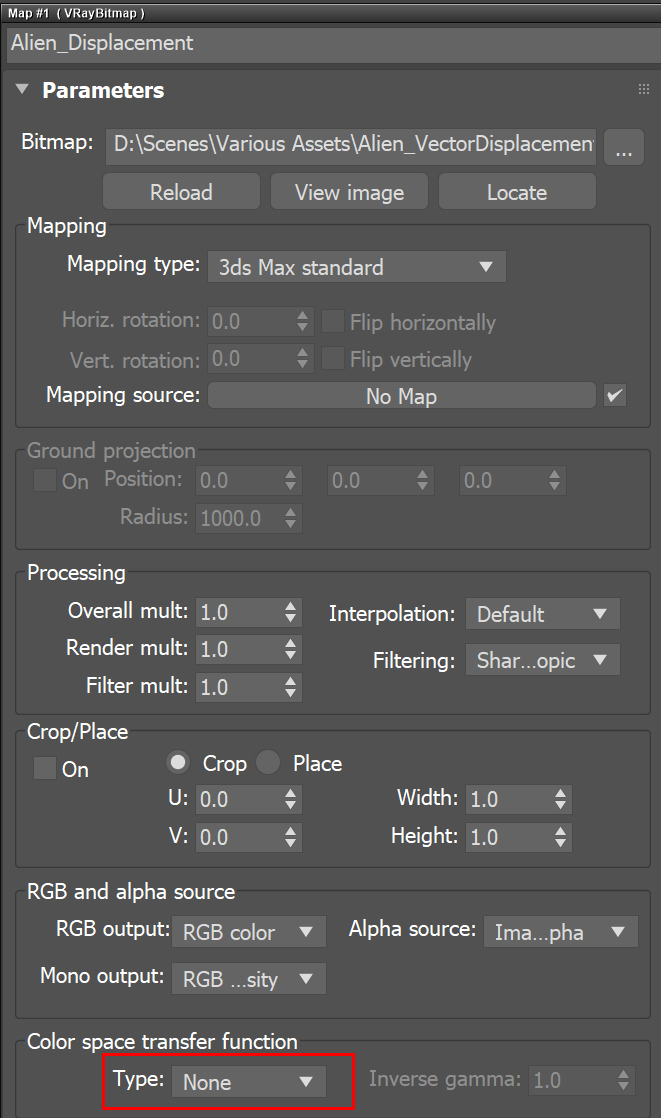 Map #1 ( VRayBitmap )
Alien_Displacement
Parameters
Bitmap: D:\Scenes\Various Assets\Alien_VectorDisplacement ...
Reload View image Locate
Mapping
Mapping type: 3ds Max standard
Horiz. rotation: 0.0 Flip horizontally
Vert. rotation: 0.0 Flip vertically
Mapping source: No Map
Ground projection
On Position: 0.0 0.0 0.0
Radius: 1000.0
Processing
Overall mult: 1.0 Interpolation: Default
Render mult: 1.0
Filtering: Shar...opic
Filter mult: 1.0
Crop/Place
On Crop Place
U: 0.0 Width: 1.0
V: 0.0 Height: 1.0
RGB and alpha source
RGB output: RGB color Alpha source: Ima...pha
Mono output: RGB ...sity
Color space transfer function
Type: None Inverse gamma: 1.0